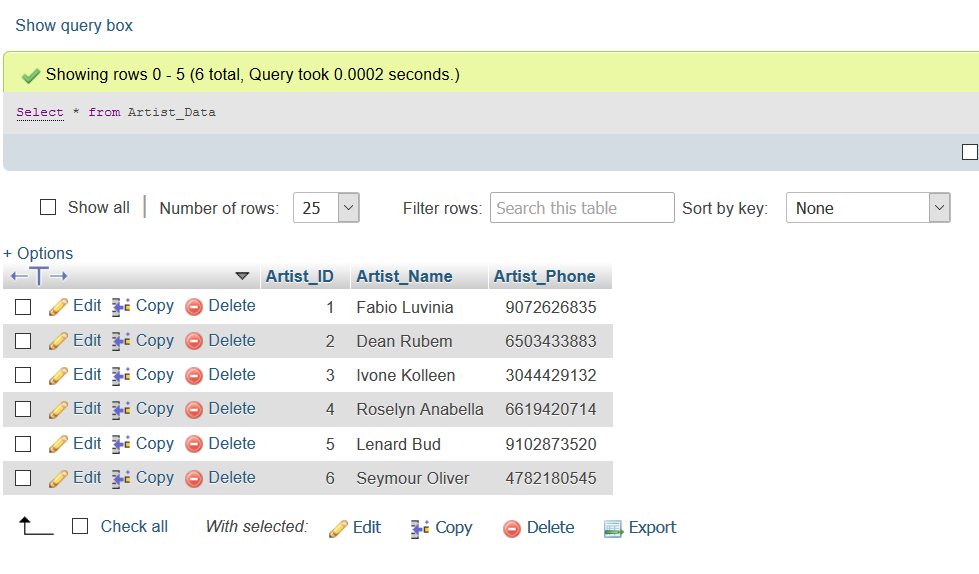 Show query box
Showing rows 0 - 5 (6 total, Query took 0.0002 seconds.)
Select * from Artist_Data
Show all Number of rows: 25 Filter rows: Search this table Sort by key: None
+ Options
←T→ Artist_ID Artist_Name Artist_Phone
Edit Copy Delete 1 Fabio Luvinia 9072626835
Edit Copy Delete 2 Dean Rubem 6503433883
Edit Copy Delete 3 Ivone Kolleen 3044429132
Edit Copy Delete 4 Roselyn Anabella 6619420714
Edit Copy Delete 5 Lenard Bud 9102873520
Edit Copy Delete 6 Seymour Oliver 4782180545
Check all With selected: Edit Copy Delete Export